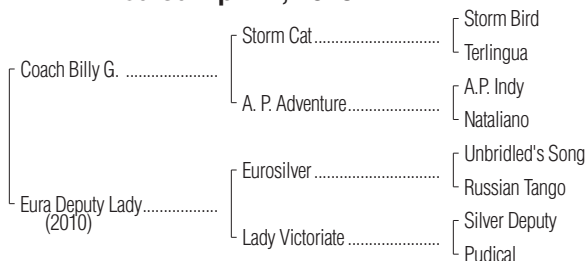 Storm Bird
Storm Cat
Terlingua
Coach Billy G.
A.P. Indy
A. P. Adventure
Nataliano
Unbridled's Song
Eurosilver
Russian Tango
Eura Deputy Lady
(2010)
Silver Deputy
Lady Victoriate
Pudical